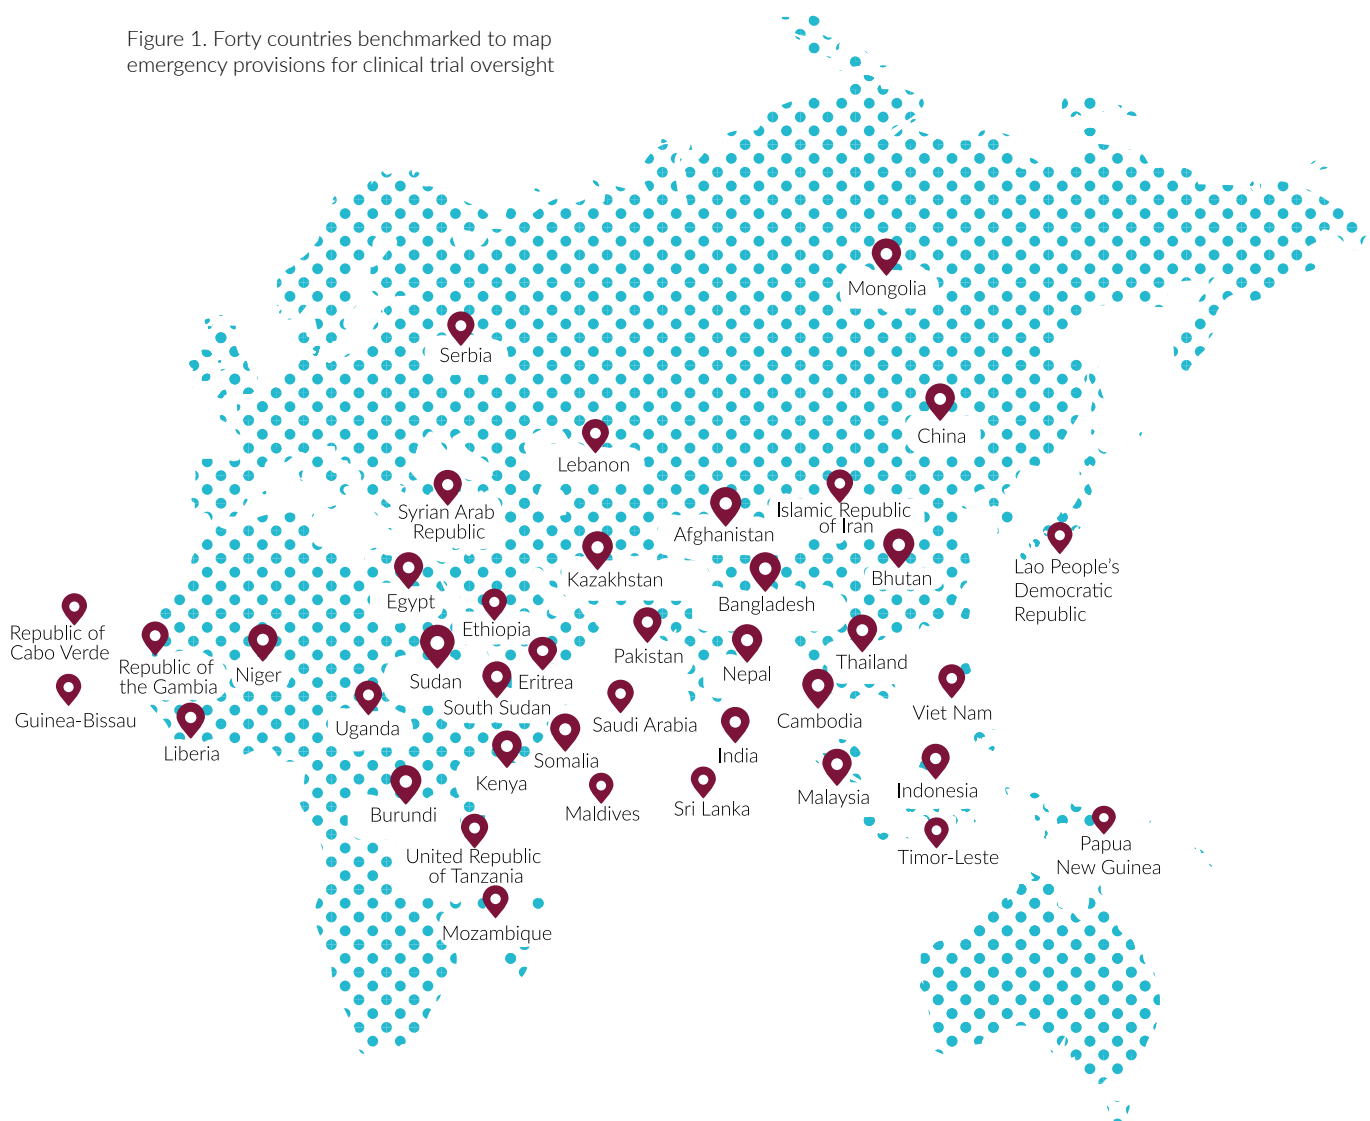 Figure 1. Forty countries benchmarked to map
emergency provisions for clinical trial oversight
Mongolia
Serbia
China
Lebanon
Syrian Arab
Republic
Afghanistan
Islamic Republic
of Iran
Kazakhstan
Bhutan
Lao People’s
Democratic
Republic
Egypt
Bangladesh
Ethiopia
Republic of
Cabo Verde
Republic of
the Gambia
Niger
Sudan
Eritrea
Pakistan
Nepal
Thailand
South Sudan
Guinea-Bissau
Uganda
Saudi Arabia
Cambodia
Viet Nam
Liberia
Somalia
India
Kenya
Malaysia
Indonesia
Burundi
Maldives
Sri Lanka
United Republic
of Tanzania
Timor-Leste
Papua
New Guinea
Mozambique